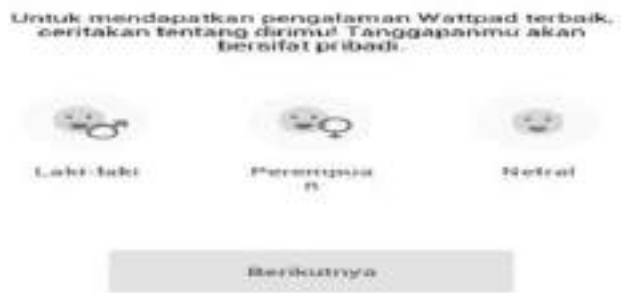 Untuk mendapatkan pengalaman Wattpad terbaik,
ceritakan tentang dirimu! Tanggapanmu akan
bersifat pribadi.
Laki-laki
Perempua
n
Netral
Berikutnya